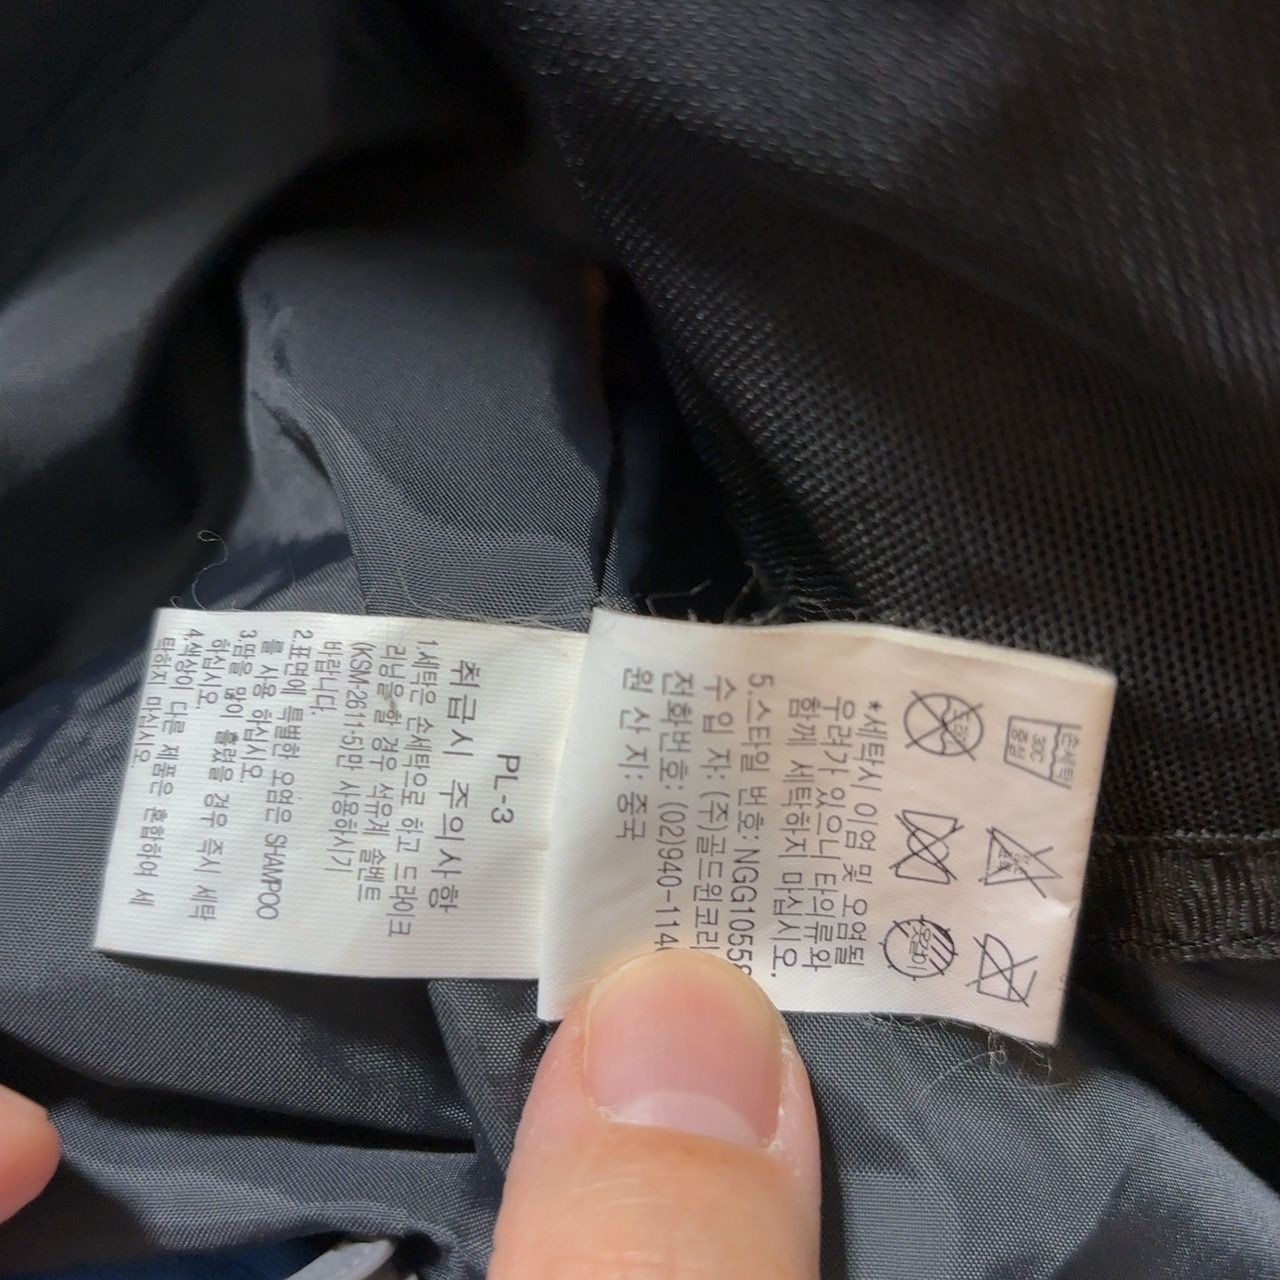 손세탁
30℃
중성
*세탁시 이염 및 오염될
우려가 있으니 타의류와
함께 세탁하지 마십시오.
5.스타일 번호: NGG1055
수 입 자: (주)골드윈코리
전화번호: (02)940-114
원 산 지: 중국
PL-3
취급시 주의사항
1.세탁은 손세탁으로 하고 드라이크
리닝을 할 경우 석유계 솔벤트
(KSM-2611-5)만 사용하시기
바랍니다.
2.표면에 특별한 오염은 SHAMPOO
를 사용 하십시오
3.땀을 많이 흘렸을 경우 즉시 세탁
하십시오
4.색상이 다른 제품은 혼합하여 세
탁하지 마십시오